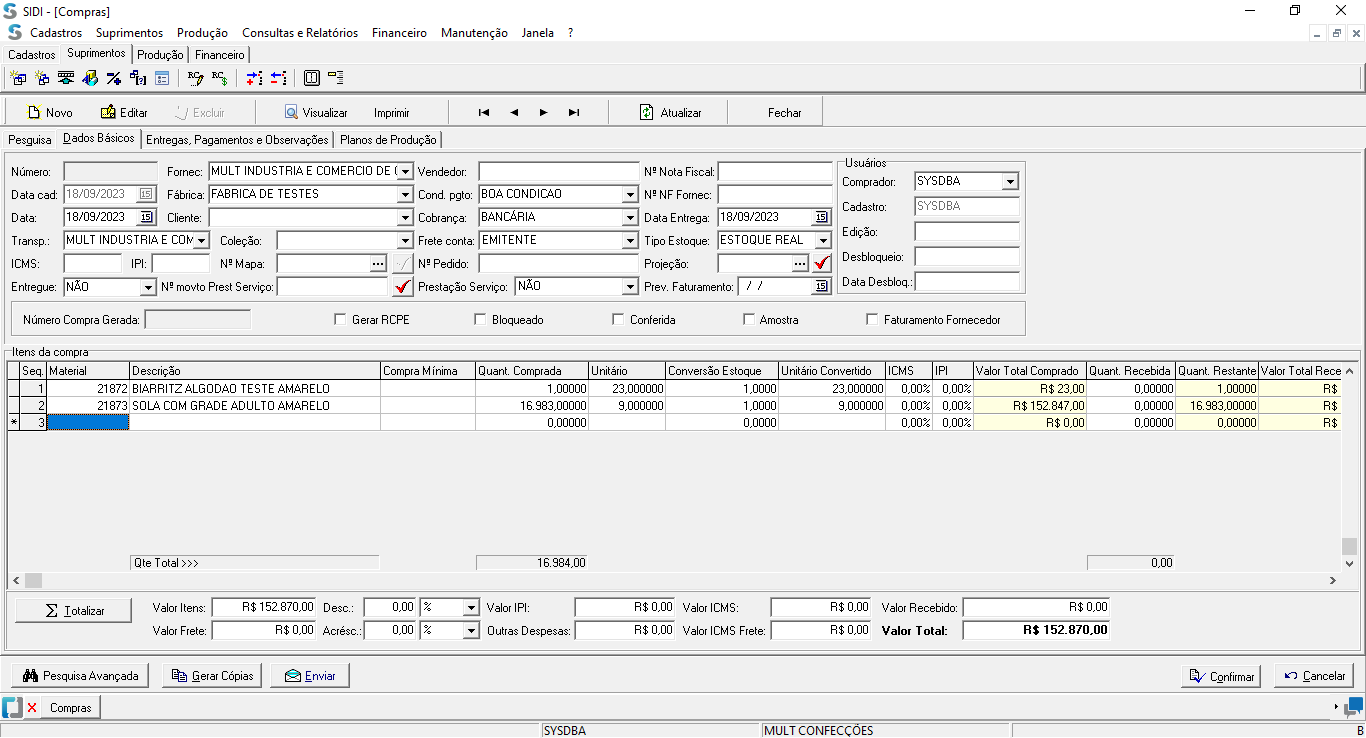 SIDI - [Compras]
Cadastros Suprimentos Produção Consultas e Relatórios Financeiro Manutenção Janela ?
Cadastros Suprimentos Produção Financeiro
Novo Editar Excluir Visualizar Imprimir Atualizar Fechar
Pesquisa Dados Básicos Entregas, Pagamentos e Observações Planos de Produção
Usuários
Número: Fornec: MULT INDUSTRIA E COMERCIO DE ( Vendedor: Nº Nota Fiscal: Comprador: SYSDBA
Data cad: 18/09/2023 15 Fábrica: FABRICA DE TESTES Cond. pgto: BOA CONDICAO Nº NF Fornec: Cadastro: SYSDBA
Data: 18/09/2023 15 Cliente: Cobrança: BANCÁRIA Data Entrega: 18/09/2023 15 Edição:
Transp.: MULT INDUSTRIA E COM Coleção: Frete conta: EMITENTE Tipo Estoque: ESTOQUE REAL
ICMS: IPI: Nº Mapa: ... Nº Pedido: Projeção: ... Desbloqueio:
Entregue: NÃO Nº movto Prest Serviço: Prestação Serviço: NÃO Prev. Faturamento: / / 15 Data Desbloq.:
Número Compra Gerada: Gerar RCPE Bloqueado Conferida Amostra Faturamento Fornecedor
Itens da compra
Seq. Material Descrição Compra Mínima Quant. Comprada Unitário Conversão Estoque Unitário Convertido ICMS IPI Valor Total Comprado Quant. Recebida Quant. Restante Valor Total Rece
1 21872 BIARRITZ ALGODAO TESTE AMARELO 1,00000 23,000000 1,0000 23,000000 0,00% 0,00% R$ 23,00 0,00000 1,00000 R$
2 21873 SOLA COM GRADE ADULTO AMARELO 16.983,00000 9,000000 1,0000 9,000000 0,00% 0,00% R$ 152.847,00 0,00000 16.983,00000 R$
* 3 0,00000 0,0000 0,00% 0,00% R$ 0,00 0,00000 0,00000 R$
Qte Total >>> 16.984,00 0,00
Σ Totalizar Valor Itens: R$ 152.870,00 Desc.: 0,00 % Valor IPI: R$ 0,00 Valor ICMS: R$ 0,00 Valor Recebido: R$ 0,00
Valor Frete: R$ 0,00 Acrésc.: 0,00 % Outras Despesas: R$ 0,00 Valor ICMS Frete: R$ 0,00 Valor Total: R$ 152.870,00
Pesquisa Avançada Gerar Cópias Enviar Confirmar Cancelar
Compras
SYSDBA MULT CONFECÇÕES B